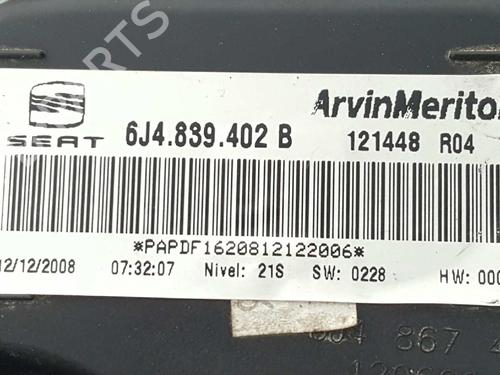 PARTS
SEAT
6J4.839.402 B
ArvinMerito
121448 R04
*PAPDF1620812122006*
12/12/2008 07:32:07 Nivel: 21S SW: 0228 HW: 000
867